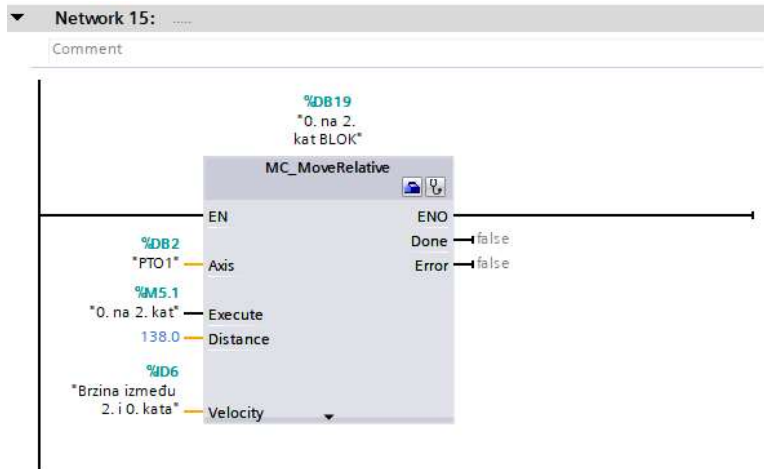 Network 15: .....
Comment
%DB19
"0. na 2.
kat BLOK"
MC_MoveRelative
EN
ENO
%DB2
Done
false
"PTO1"
Axis
Error
false
%M5.1
"0. na 2. kat"
Execute
138.0
Distance
%ID6
"Brzina između
2. i 0. kata"
Velocity